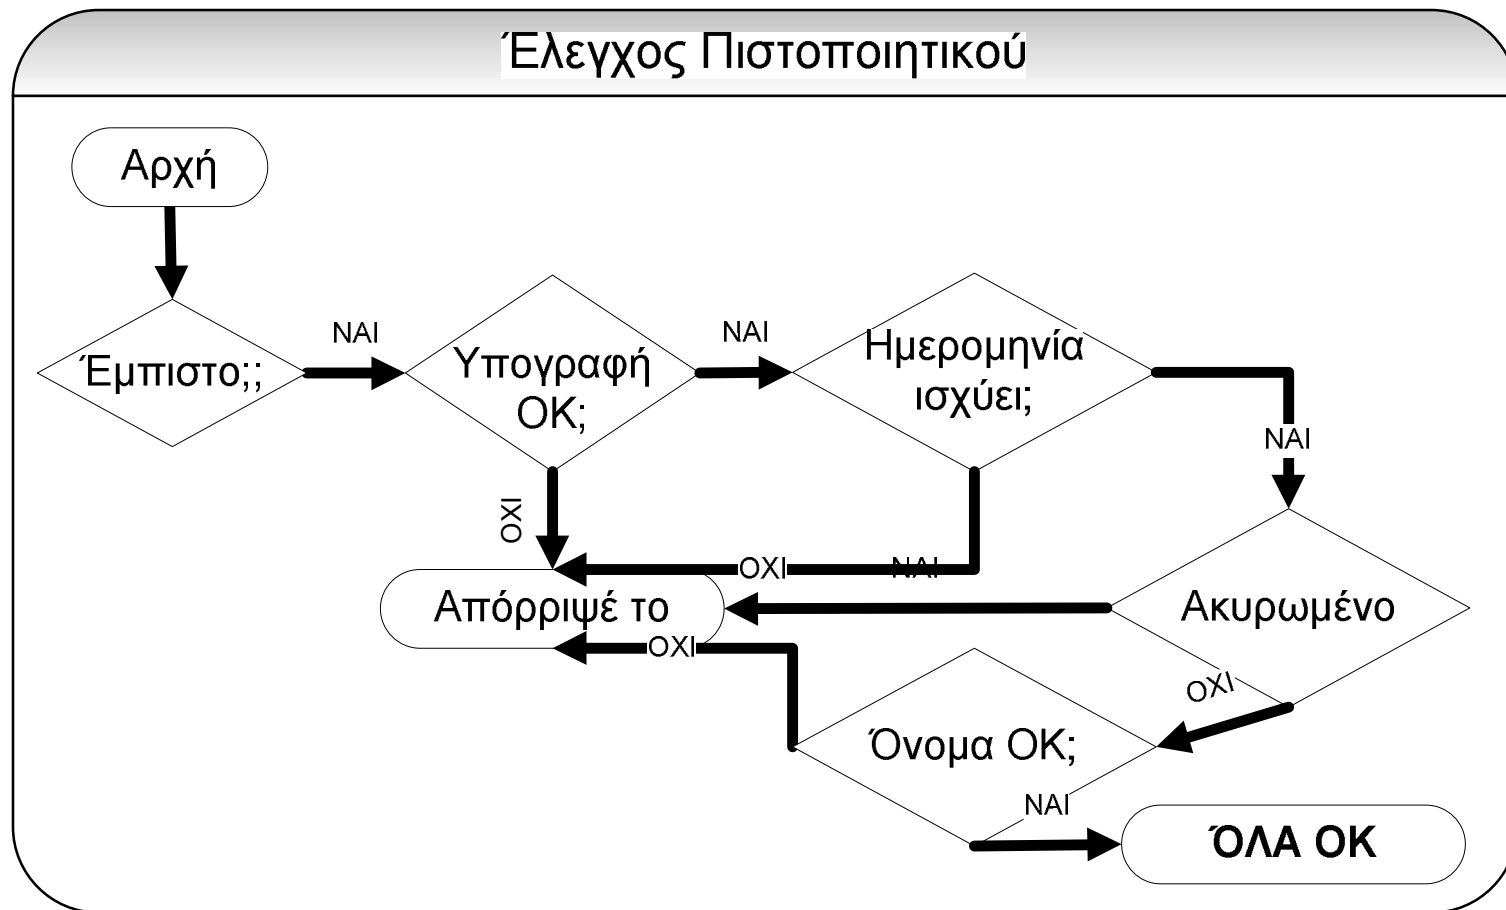 Έλεγχος Πιστοποιητικού
Αρχή
Έμπιστο;;
ΝΑΙ
Υπογραφή
ΟΚ;
ΝΑΙ
Ημερομηνία
ισχύει;
ΝΑΙ
ΟΧΙ
ΟΧΙ
ΝΑΙ
Απόρριψέ το
Ακυρωμένο
ΟΧΙ
ΟΧΙ
Όνομα ΟΚ;
ΝΑΙ
ΌΛΑ ΟΚ